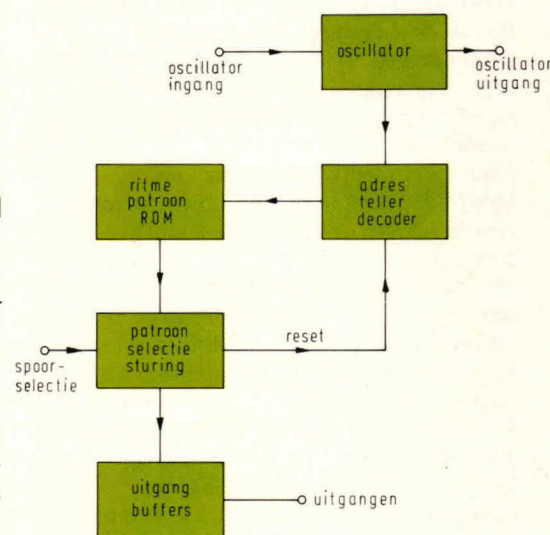 oscillator
oscillator
ingang
oscillator
uitgang
ritme
patroon
ROM
adres
teller
decoder
patroon
selectie
sturing
reset
spoor-
selectie
uitgang
buffers
uitgangen